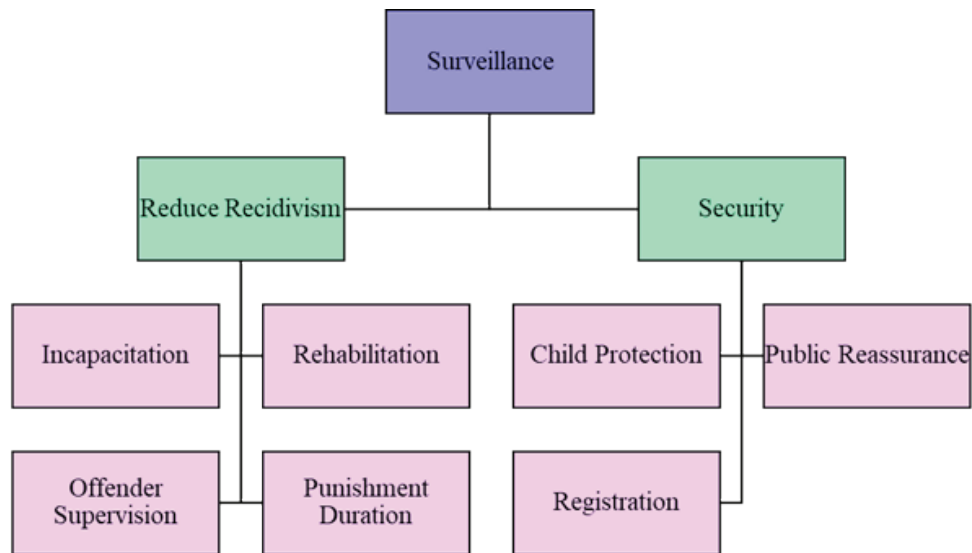 Surveillance
Reduce Recidivism
Security
Incapacitation
Rehabilitation
Child Protection
Public Reassurance
Offender
Supervision
Punishment
Duration
Registration